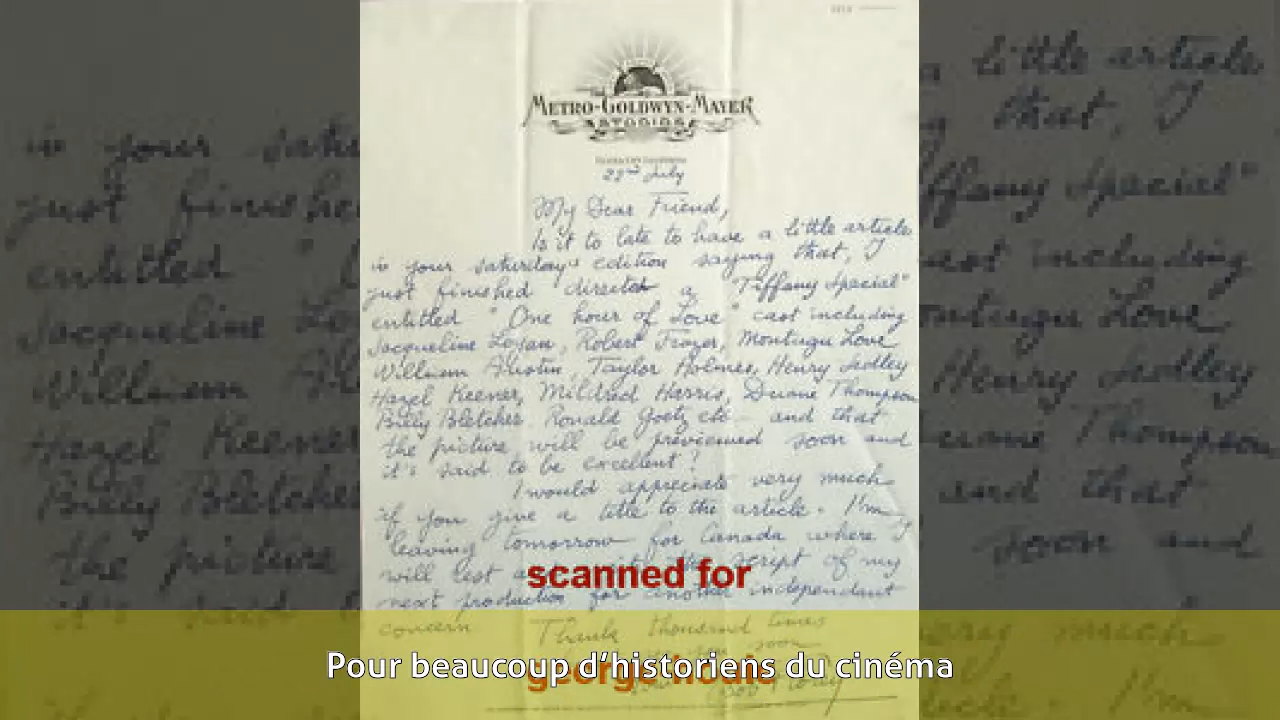 METRO-GOLDWYN-MAYER
STUDIOS
22nd July
My Dear Friend,
Is it to late to have a little article
in your saturday's edition saying that, I
just finished directed a "Tiffany Special"
entitled "One hour of Love" cast including
Jacqueline Logan, Robert Frazer, Montagu Love
William Austin, Taylor Holmes, Henry Sedley
Hazel Keener, Mildred Harris, Duane Thompson
Billy Bletcher. Ronald Goetz etc - and that
the picture will be previewed soon and
it's said to be excellent!
I would appreciate very much
if you give a title to the article. I'm
leaving tomorrow for Canada where I
will rest script of my
scanned for
next production for another independant
concern
Thank thousand times
soon
Pour beaucoup d'historiens du cinéma
george houle